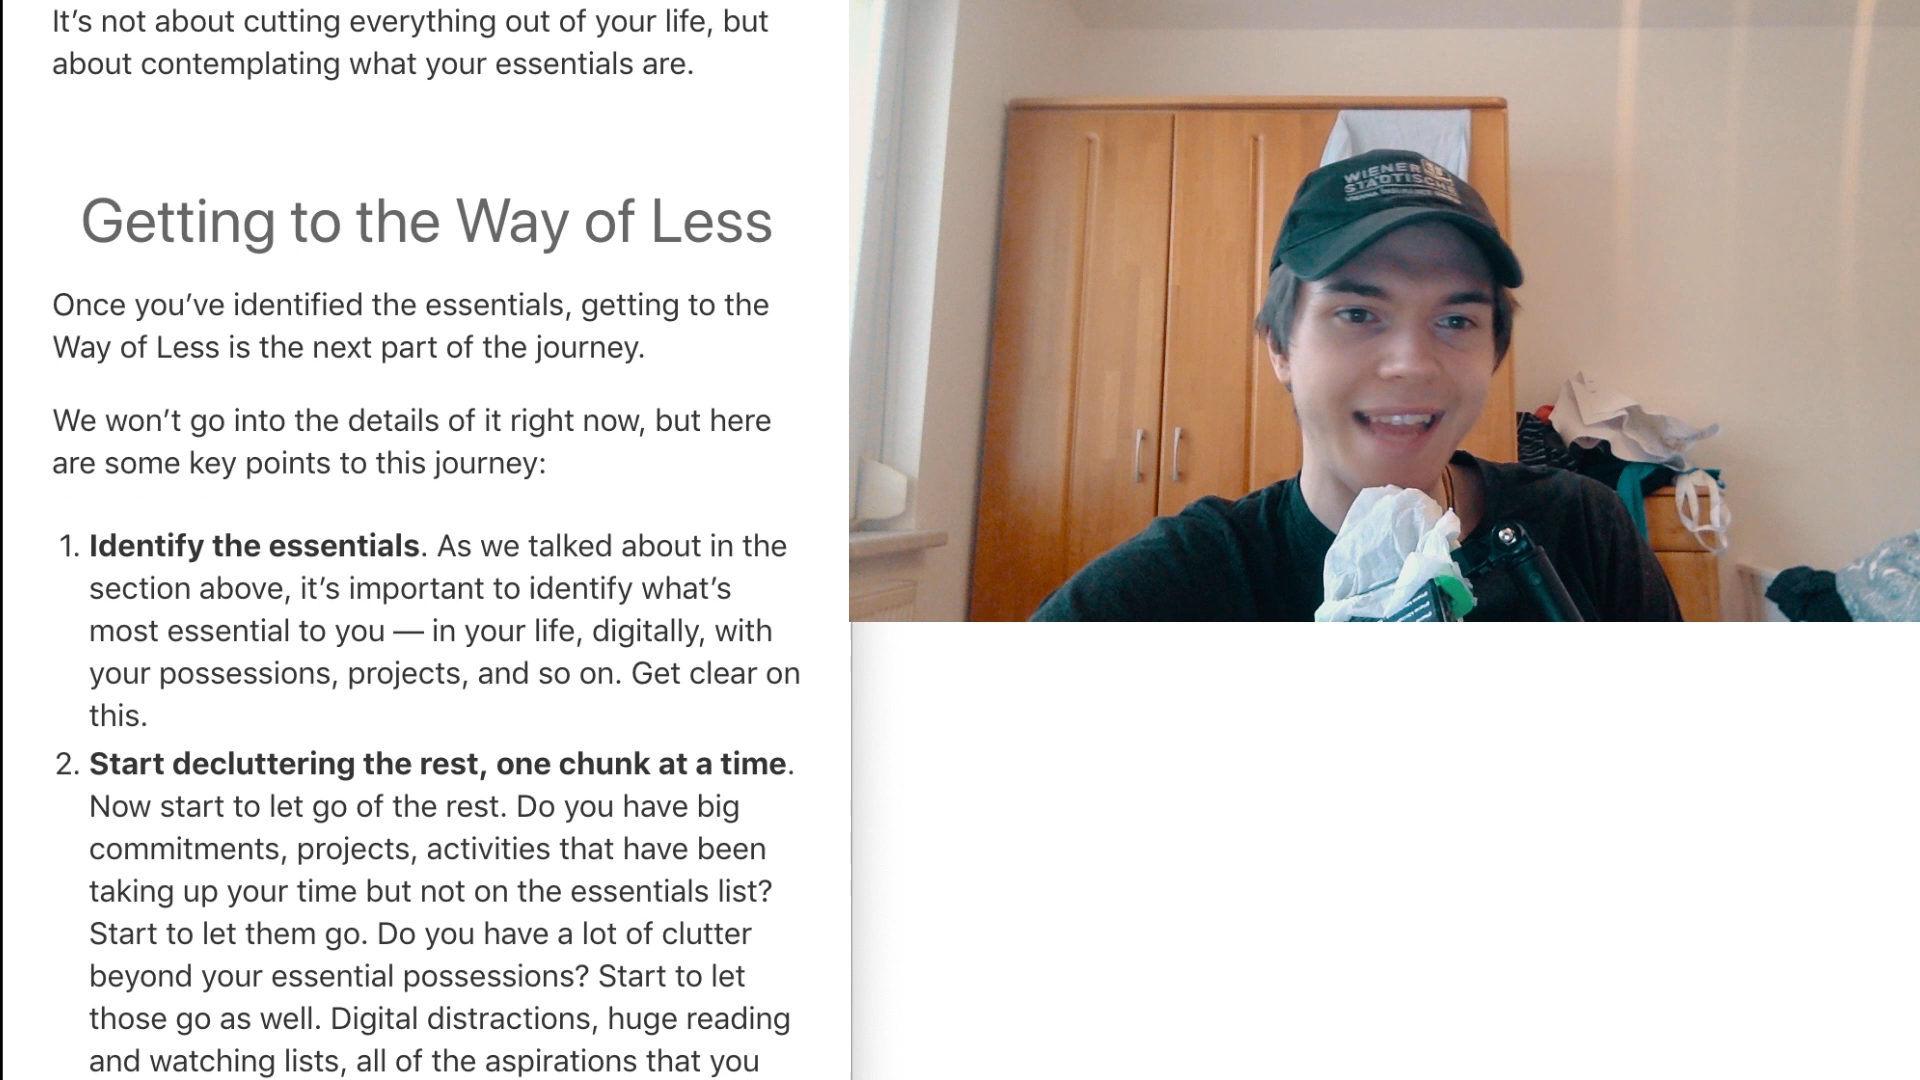 It’s not about cutting everything out of your life, but
about contemplating what your essentials are.
Getting to the Way of Less
Once you’ve identified the essentials, getting to the
Way of Less is the next part of the journey.
We won’t go into the details of it right now, but here
are some key points to this journey:
1. Identify the essentials. As we talked about in the
section above, it’s important to identify what’s
most essential to you — in your life, digitally, with
your possessions, projects, and so on. Get clear on
this.
2. Start decluttering the rest, one chunk at a time.
Now start to let go of the rest. Do you have big
commitments, projects, activities that have been
taking up your time but not on the essentials list?
Start to let them go. Do you have a lot of clutter
beyond your essential possessions? Start to let
those go as well. Digital distractions, huge reading
and watching lists, all of the aspirations that you
WIENER
STÄDTISCHE